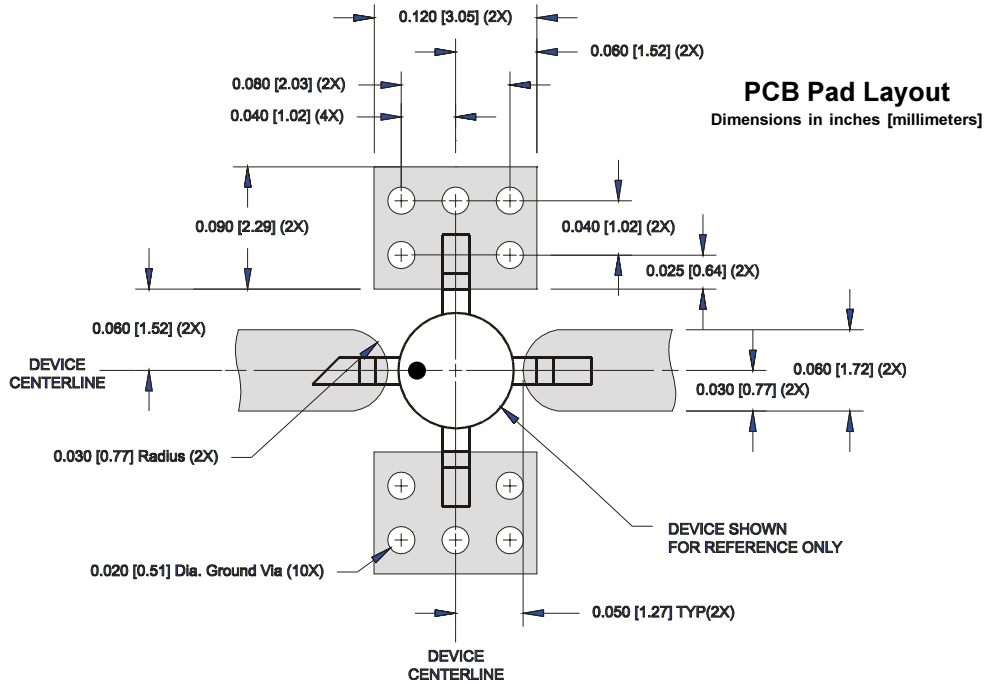 0.120 [3.05] (2X)
0.060 [1.52] (2X)
0.080 [2.03] (2X)
PCB Pad Layout
0.040 [1.02] (4X)
Dimensions in inches [millimeters]
0.090 [2.29] (2X)
0.040 [1.02] (2X)
0.025 [0.64] (2X)
0.060 [1.52] (2X)
DEVICE
CENTERLINE
0.060 [1.72] (2X)
0.030 [0.77] (2X)
0.030 [0.77] Radius (2X)
DEVICE SHOWN
FOR REFERENCE ONLY
0.020 [0.51] Dia. Ground Via (10X)
0.050 [1.27] TYP(2X)
DEVICE
CENTERLINE